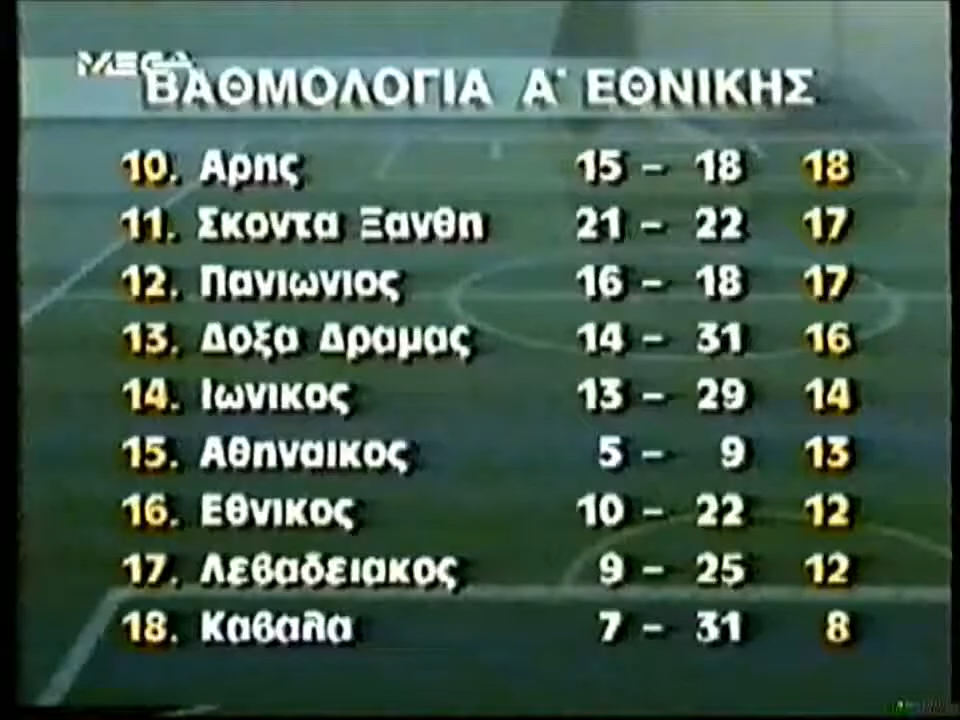 MEGA
ΒΑΘΜΟΛΟΓΙΑ Α' ΕΘΝΙΚΗΣ
10. Αρης 15 - 18 18
11. Σκοντα Ξανθη 21 - 22 17
12. Πανιωνιος 16 - 18 17
13. Δοξα Δραμας 14 - 31 16
14. Ιωνικος 13 - 29 14
15. Αθηναικος 5 - 9 13
16. Εθνικος 10 - 22 12
17. Λεβαδειακος 9 - 25 12
18. Καβαλα 7 - 31 8